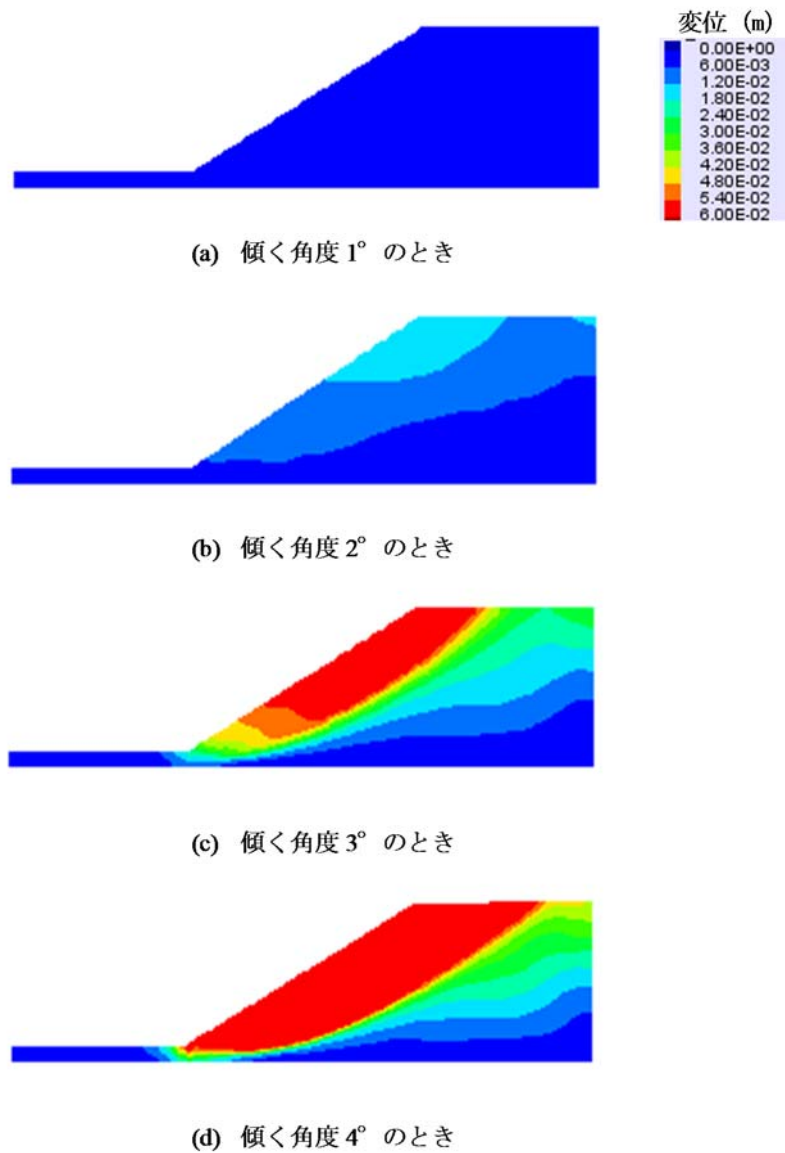 変位 (m)
0.00E+00
6.00E-03
1.20E-02
1.80E-02
2.40E-02
3.00E-02
3.60E-02
4.20E-02
4.80E-02
5.40E-02
6.00E-02
(a) 傾く角度 1° のとき
(b) 傾く角度 2° のとき
(c) 傾く角度 3° のとき
(d) 傾く角度 4° のとき